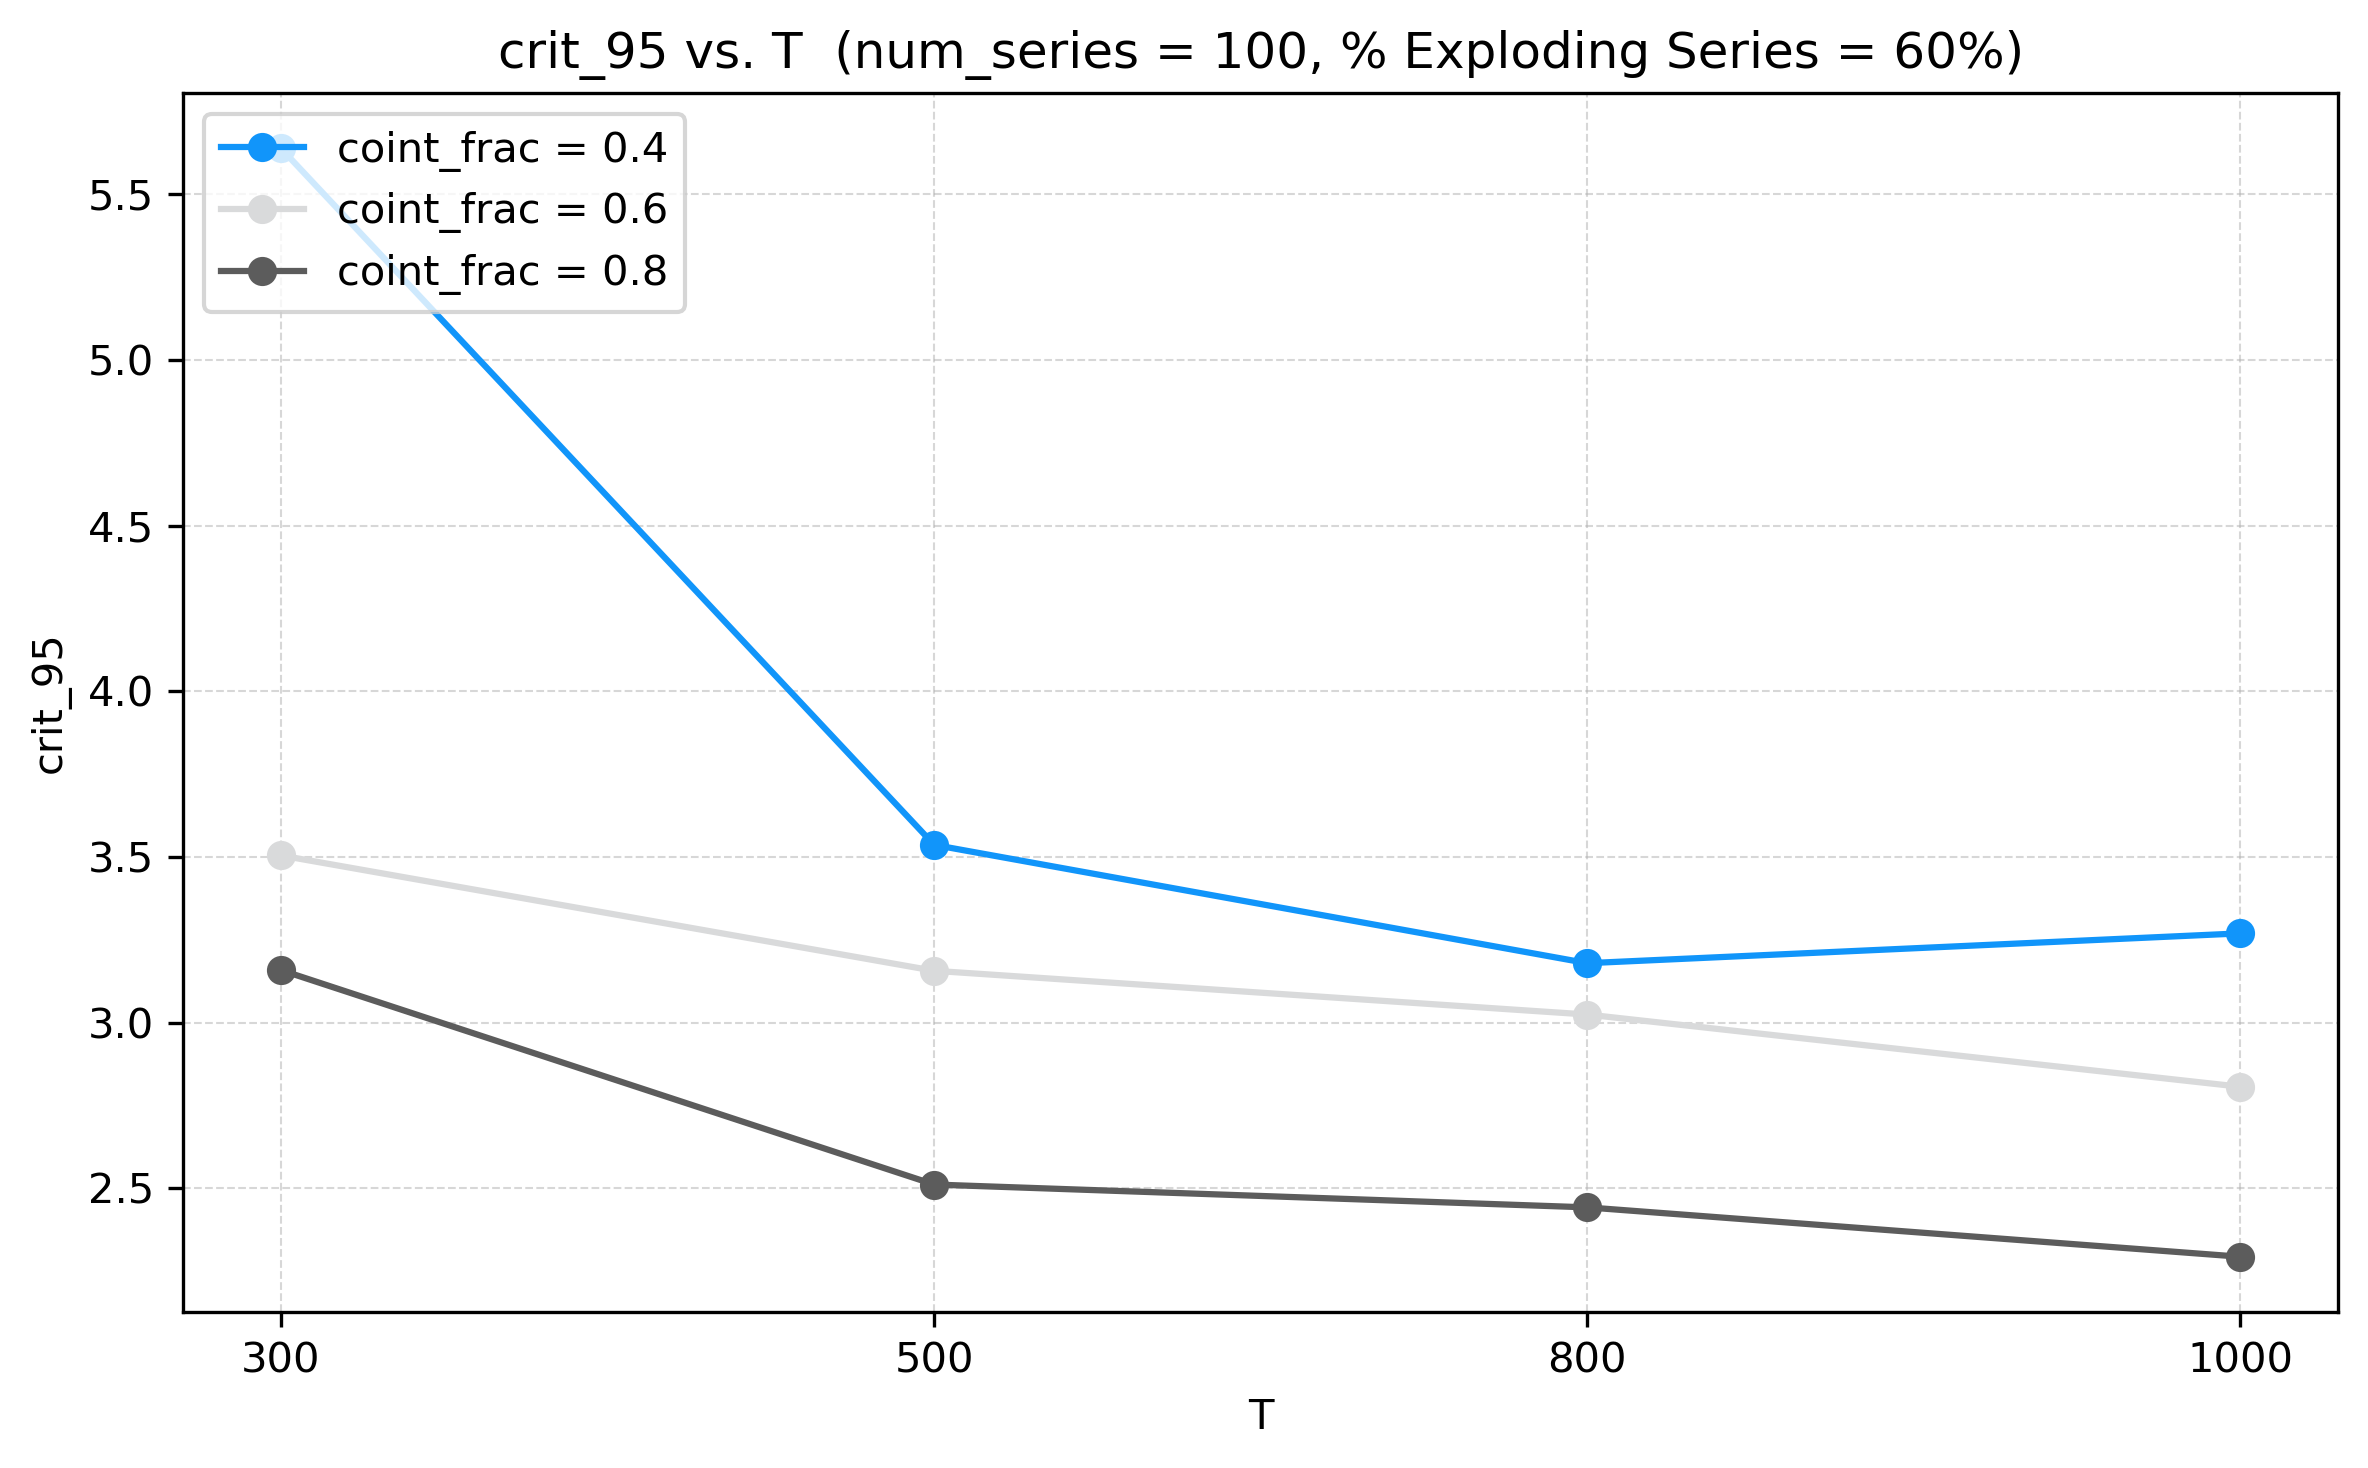 crit_95 vs. T  (num_series = 100, % Exploding Series = 60%)
coint_frac = 0.4
coint_frac = 0.6
coint_frac = 0.8
5.5
5.0
4.5
4.0
3.5
3.0
2.5
crit_95
300 500 800 1000
T